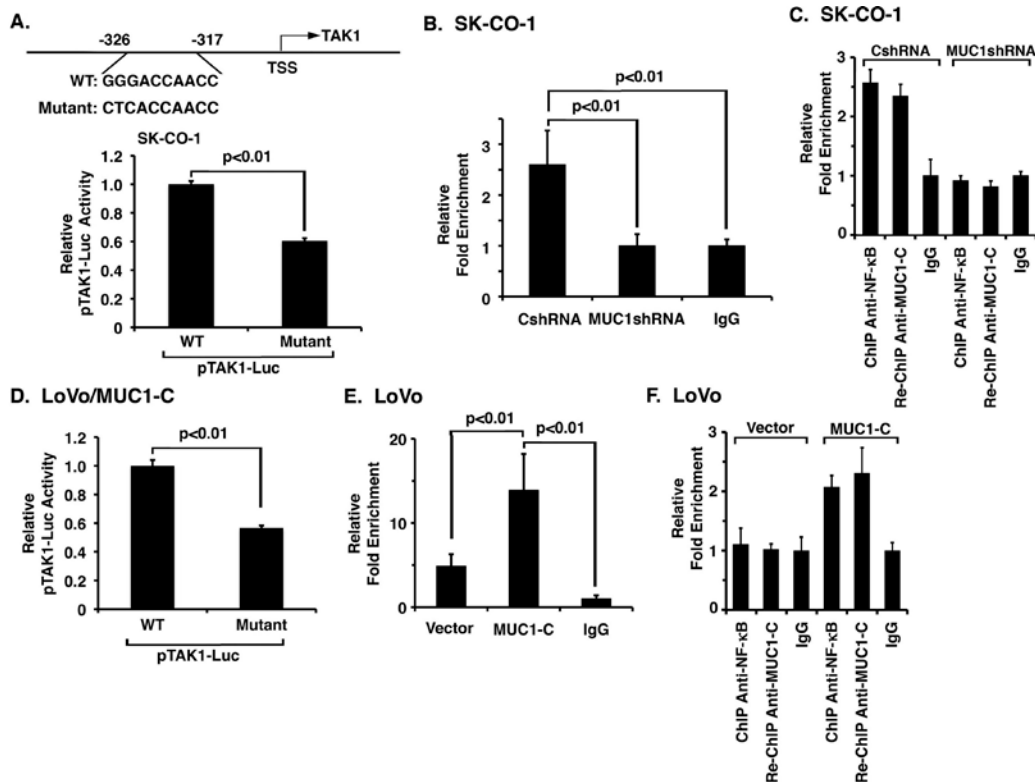 A.
-326 -317 TAK1
TSS
WT: GGGACCAACC
Mutant: CTCACCAACC
SK-CO-1
p<0.01
Relative
pTAK1-Luc Activity
1.2
1.0
0.8
0.6
0.4
0.2
0
WT Mutant
pTAK1-Luc
B. SK-CO-1
p<0.01
p<0.01
Relative
Fold Enrichment
4
3
2
1
0
CshRNA MUC1shRNA IgG
C. SK-CO-1
CshRNA MUC1shRNA
Relative
Fold Enrichment
3
2
1
0
ChIP Anti-NF-κB
Re-ChIP Anti-MUC1-C
IgG
ChIP Anti-NF-κB
Re-ChIP Anti-MUC1-C
IgG
D. LoVo/MUC1-C
p<0.01
Relative
pTAK1-Luc Activity
1.2
1.0
0.8
0.6
0.4
0.2
0
WT Mutant
pTAK1-Luc
E. LoVo
p<0.01 p<0.01
Relative
Fold Enrichment
20
10
0
Vector MUC1-C IgG
F. LoVo
Vector MUC1-C
Relative
Fold Enrichment
3
2
1
0
ChIP Anti-NF-κB
Re-ChIP Anti-MUC1-C
IgG
ChIP Anti-NF-κB
Re-ChIP Anti-MUC1-C
IgG